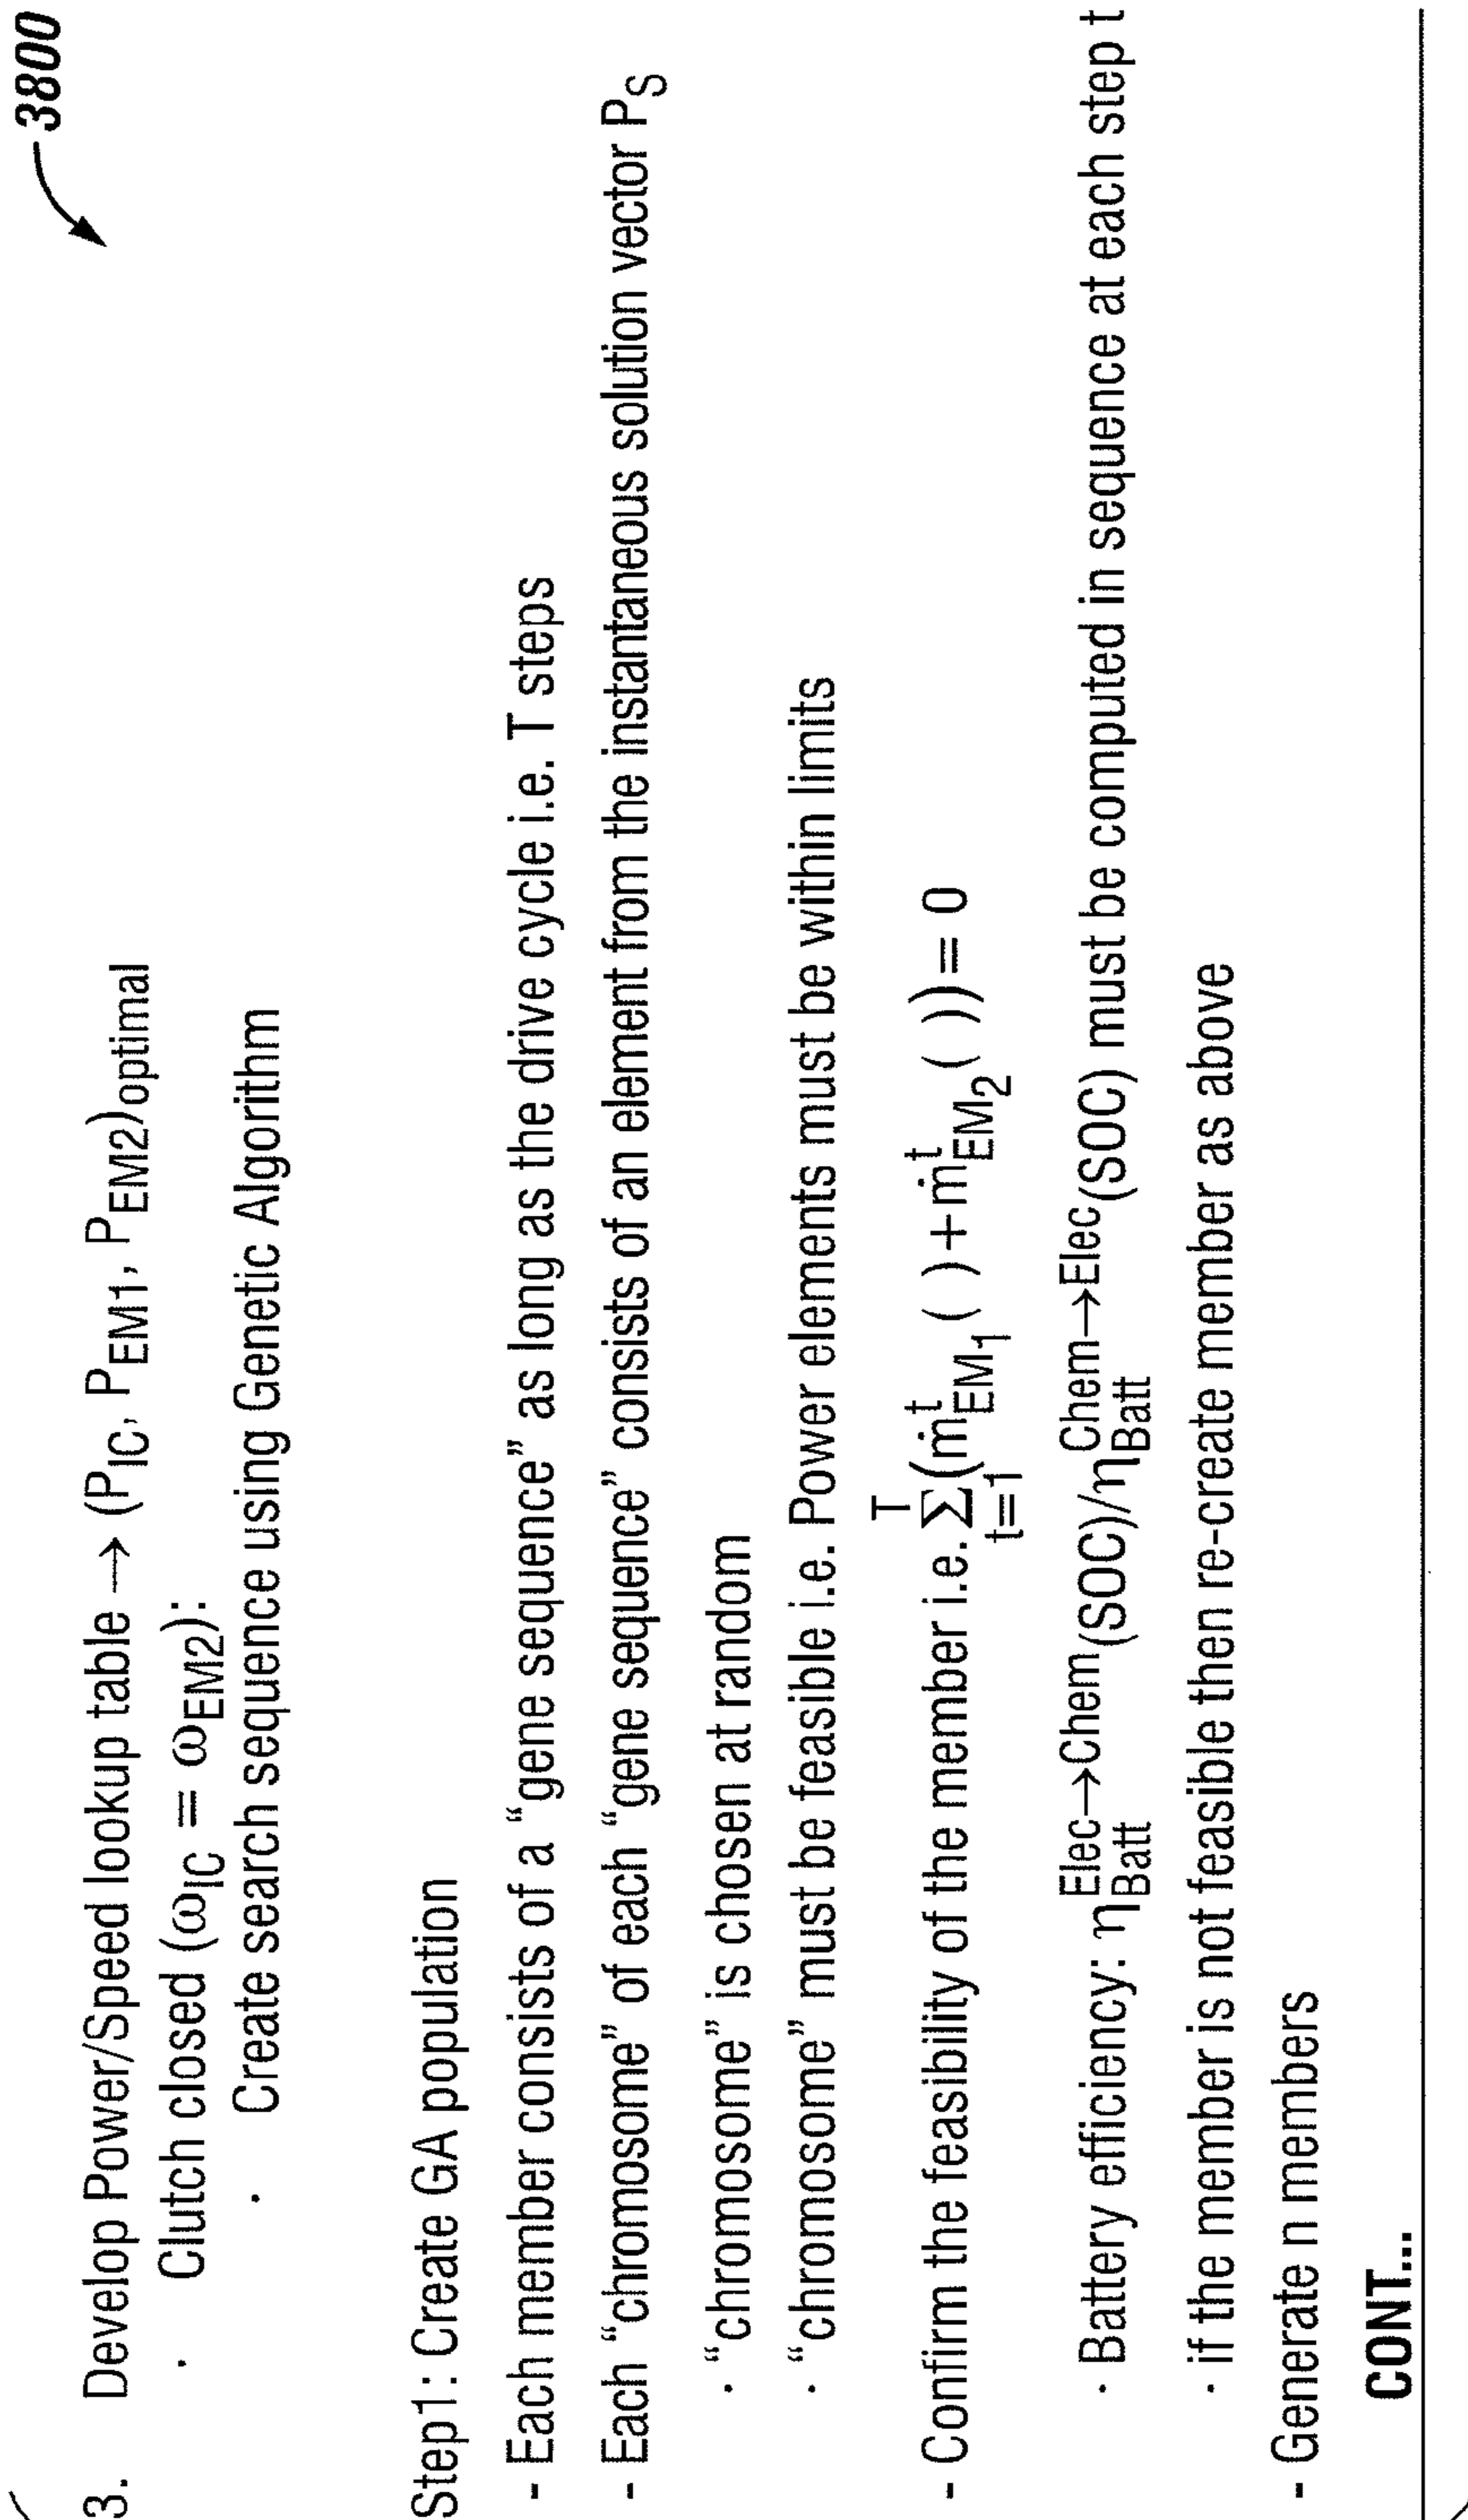 3800
3. Develop Power/Speed lookup table → (P_IC, P_EM1, P_EM2)_optimal
· Clutch closed (ω_IC = ω_EM2):
· Create search sequence using Genetic Algorithm
Step1: Create GA population
- Each member consists of a “gene sequence” as long as the drive cycle i.e. T steps
- Each “chromosome” of each “gene sequence” consists of an element from the instantaneous solution vector P_S
· “chromosome” is chosen at random
· “chromosome” must be feasible i.e. Power elements must be within limits
- Confirm the feasibility of the member i.e. ∑_{t=1}^{T} (ṁ^t_{EM_1} ( ) + ṁ^t_{EM_2} ( )) = 0
· Battery efficiency: η_Batt^{Elec→Chem}(SOC)/η_Batt^{Chem→Elec}(SOC) must be computed in sequence at each step t
· if the member is not feasible then re-create member as above
- Generate n members
CONT...